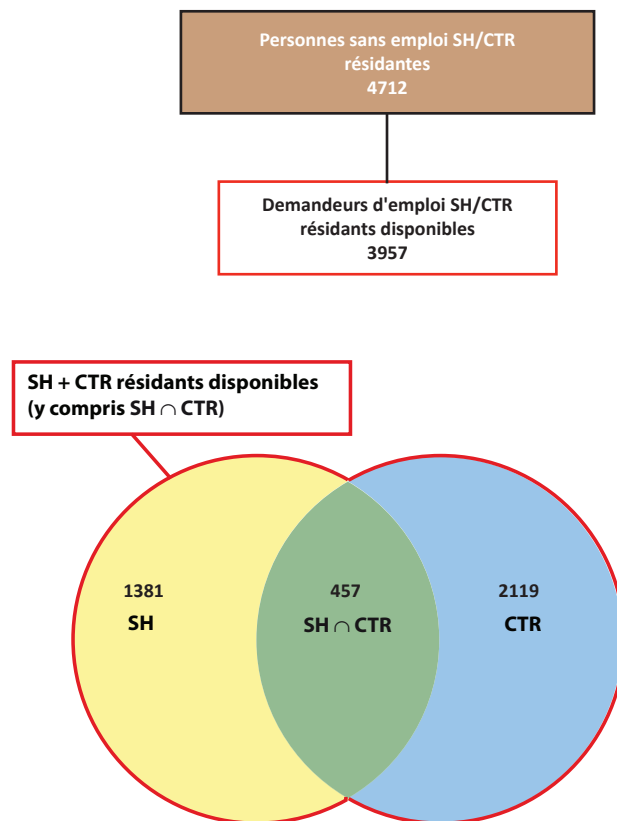 Personnes sans emploi SH/CTR
résidantes
4712
Demandeurs d'emploi SH/CTR
résidants disponibles
3957
SH + CTR résidants disponibles
(y compris SH ∩ CTR)
1381
SH
457
SH ∩ CTR
2119
CTR